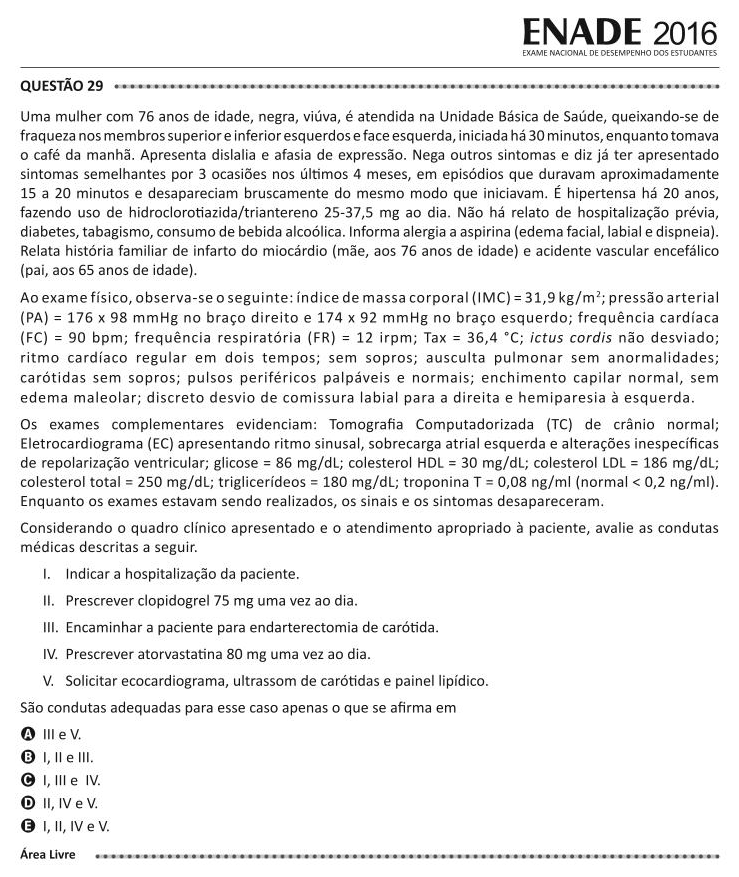 ENADE 2016
EXAME NACIONAL DE DESEMPENHO DOS ESTUDANTES
QUESTÃO 29
Uma mulher com 76 anos de idade, negra, viúva, é atendida na Unidade Básica de Saúde, queixando-se de
fraqueza nos membros superior e inferior esquerdos e face esquerda, iniciada há 30 minutos, enquanto tomava
o café da manhã. Apresenta dislalia e afasia de expressão. Nega outros sintomas e diz já ter apresentado
sintomas semelhantes por 3 ocasiões nos últimos 4 meses, em episódios que duravam aproximadamente
15 a 20 minutos e desapareciam bruscamente do mesmo modo que iniciavam. É hipertensa há 20 anos,
fazendo uso de hidroclorotiazida/triantereno 25-37,5 mg ao dia. Não há relato de hospitalização prévia,
diabetes, tabagismo, consumo de bebida alcoólica. Informa alergia a aspirina (edema facial, labial e dispneia).
Relata história familiar de infarto do miocárdio (mãe, aos 76 anos de idade) e acidente vascular encefálico
(pai, aos 65 anos de idade).
Ao exame físico, observa-se o seguinte: índice de massa corporal (IMC) = 31,9 kg/m²; pressão arterial
(PA) = 176 x 98 mmHg no braço direito e 174 x 92 mmHg no braço esquerdo; frequência cardíaca
(FC) = 90 bpm; frequência respiratória (FR) = 12 irpm; Tax = 36,4 °C; ictus cordis não desviado;
ritmo cardíaco regular em dois tempos; sem sopros; ausculta pulmonar sem anormalidades;
carótidas sem sopros; pulsos periféricos palpáveis e normais; enchimento capilar normal, sem
edema maleolar; discreto desvio de comissura labial para a direita e hemiparesia à esquerda.
Os exames complementares evidenciam: Tomografia Computadorizada (TC) de crânio normal;
Eletrocardiograma (EC) apresentando ritmo sinusal, sobrecarga atrial esquerda e alterações inespecíficas
de repolarização ventricular; glicose = 86 mg/dL; colesterol HDL = 30 mg/dL; colesterol LDL = 186 mg/dL;
colesterol total = 250 mg/dL; triglicerídeos = 180 mg/dL; troponina T = 0,08 ng/ml (normal < 0,2 ng/ml).
Enquanto os exames estavam sendo realizados, os sinais e os sintomas desapareceram.
Considerando o quadro clínico apresentado e o atendimento apropriado à paciente, avalie as condutas
médicas descritas a seguir.
I. Indicar a hospitalização da paciente.
II. Prescrever clopidogrel 75 mg uma vez ao dia.
III. Encaminhar a paciente para endarterectomia de carótida.
IV. Prescrever atorvastatina 80 mg uma vez ao dia.
V. Solicitar ecocardiograma, ultrassom de carótidas e painel lipídico.
São condutas adequadas para esse caso apenas o que se afirma em
A III e V.
B I, II e III.
C I, III e IV.
D II, IV e V.
E I, II, IV e V.
Área Livre